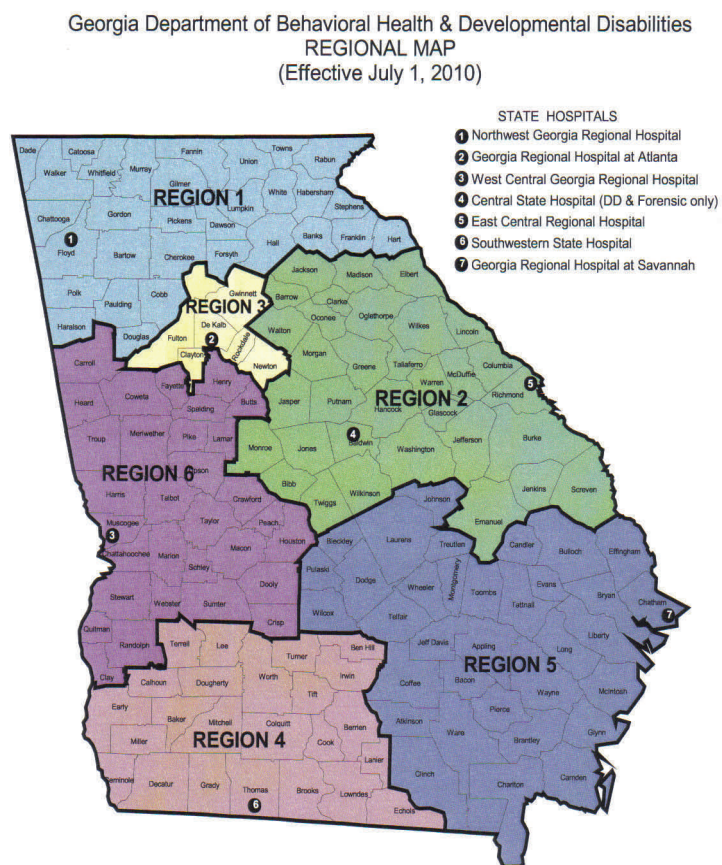 Georgia Department of Behavioral Health & Developmental Disabilities
REGIONAL MAP
(Effective July 1, 2010)
STATE HOSPITALS
1 Northwest Georgia Regional Hospital
2 Georgia Regional Hospital at Atlanta
3 West Central Georgia Regional Hospital
4 Central State Hospital (DD & Forensic only)
5 East Central Regional Hospital
6 Southwestern State Hospital
7 Georgia Regional Hospital at Savannah
REGION 1
Dade
Catoosa
Fannin
Towns
Rabun
Walker
Whitfield
Murray
Union
Gilmer
White
Habersham
Stephens
Chattooga
Gordon
Pickens
Lumpkin
Dawson
1
Floyd
Bartow
Cherokee
Forsyth
Hall
Banks
Franklin
Hart
Polk
Paulding
Cobb
Haralson
Douglas
REGION 3
Gwinnett
De Kalb
Fulton
2
Clayton
Rockdale
Newton
REGION 2
Jackson
Madison
Elbert
Barrow
Clarke
Oconee
Oglethorpe
Walton
Wilkes
Lincoln
Morgan
Greene
Taliaferro
McDuffie
Columbia
Warren
5
Richmond
Jasper
Putnam
Hancock
Glascock
4
Baldwin
Monroe
Jones
Washington
Jefferson
Burke
Bibb
Wilkinson
Twiggs
Jenkins
Screven
Emanuel
REGION 6
Carroll
Fayette
Henry
Heard
Coweta
Spalding
Butts
Troup
Meriwether
Pike
Lamar
pson
Harris
Talbot
Crawford
Muscogee
Taylor
Peach
3
Chattahoochee
Marion
Macon
Houston
Schley
Stewart
Webster
Sumter
Dooly
Crisp
Quitman
Randolph
Clay
REGION 5
Johnson
Bleckley
Laurens
Treutlen
Candler
Bulloch
Effingham
Pulaski
Dodge
Wheeler
Montgomery
Toombs
Evans
Tattnall
Bryan
Chatham
7
Wilcox
Telfair
Jeff Davis
Appling
Long
Liberty
Coffee
Bacon
Wayne
McIntosh
Pierce
Atkinson
Ware
Brantley
Glynn
Clinch
Charlton
Camden
REGION 4
Terrell
Lee
Turner
Ben Hill
Calhoun
Dougherty
Worth
Irwin
Tift
Early
Baker
Mitchell
Colquitt
Berrien
Miller
Cook
Lanier
Seminole
Decatur
Grady
Thomas
6
Brooks
Lowndes
Echols